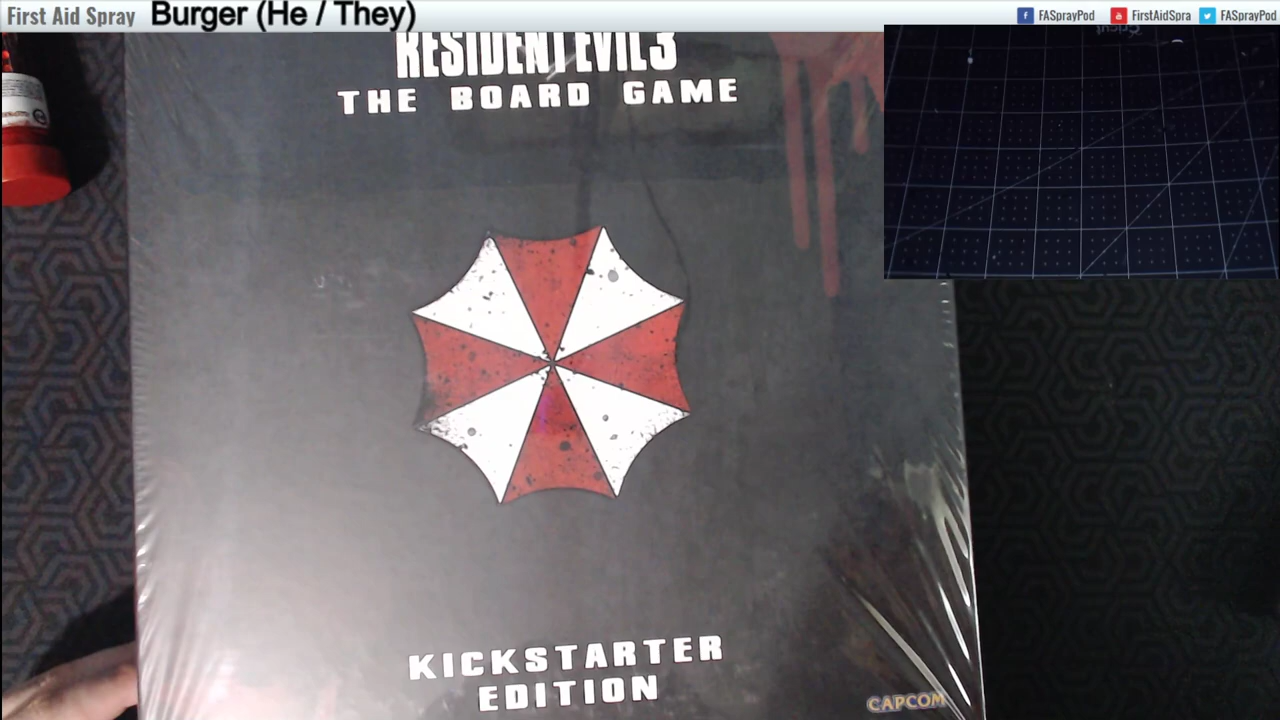 First Aid Spray Burger (He / They) FASprayPod FirstAidSpra FASprayPod
RESIDENT EVIL 3
THE BOARD GAME
KICKSTARTER
EDITION
CAPCOM